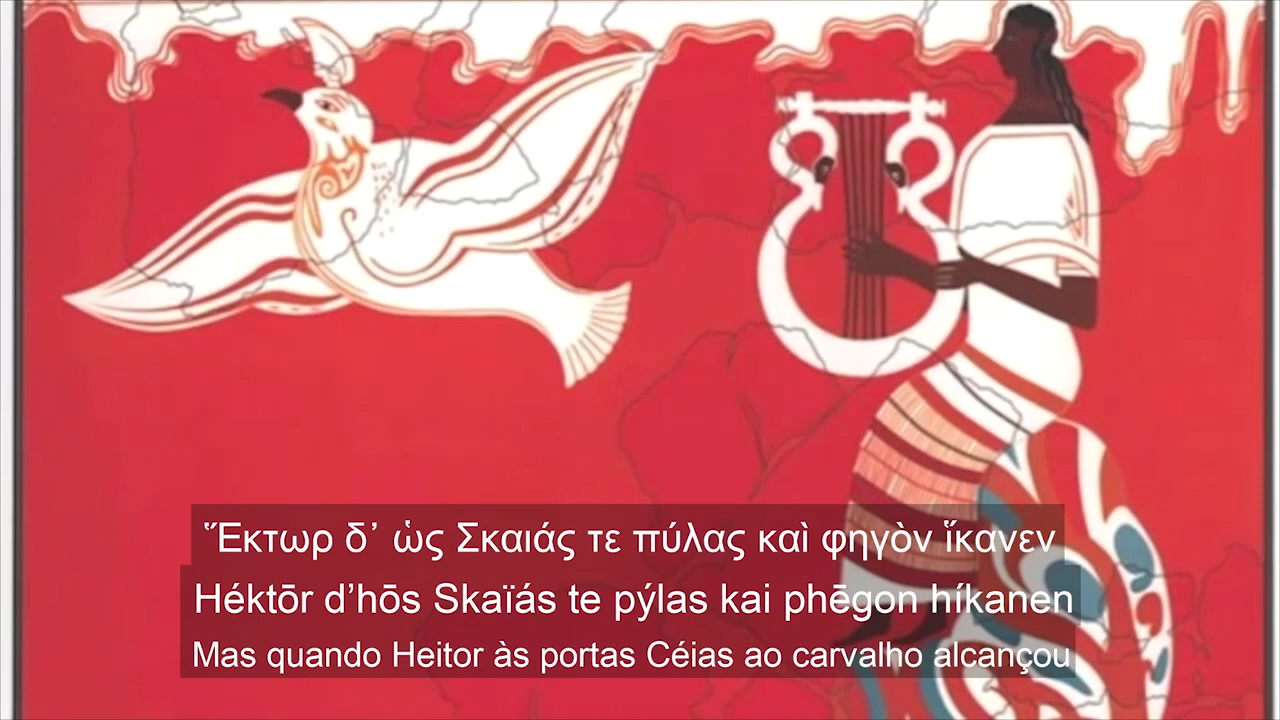 Ἕκτωρ δ᾽ ὡς Σκαιάς τε πύλας καὶ φηγὸν ἵκανεν
Héktōr d’hōs Skaïás te pýlas kai phēgon híkanen
Mas quando Heitor às portas Céias ao carvalho alcançou